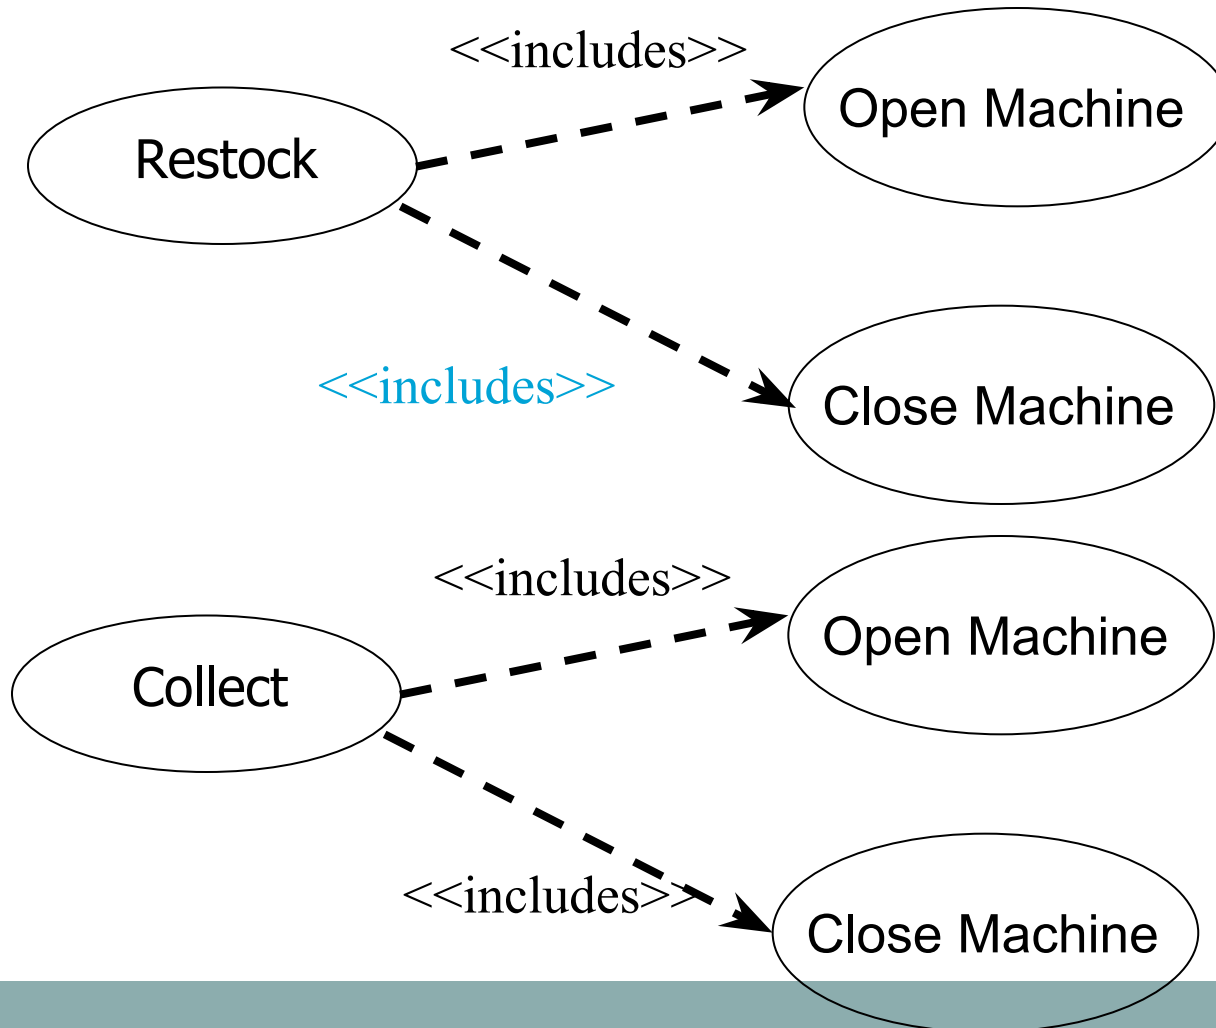 <<includes>>
Open Machine
Restock
<<includes>>
Close Machine
<<includes>>
Open Machine
Collect
<<includes>>
Close Machine